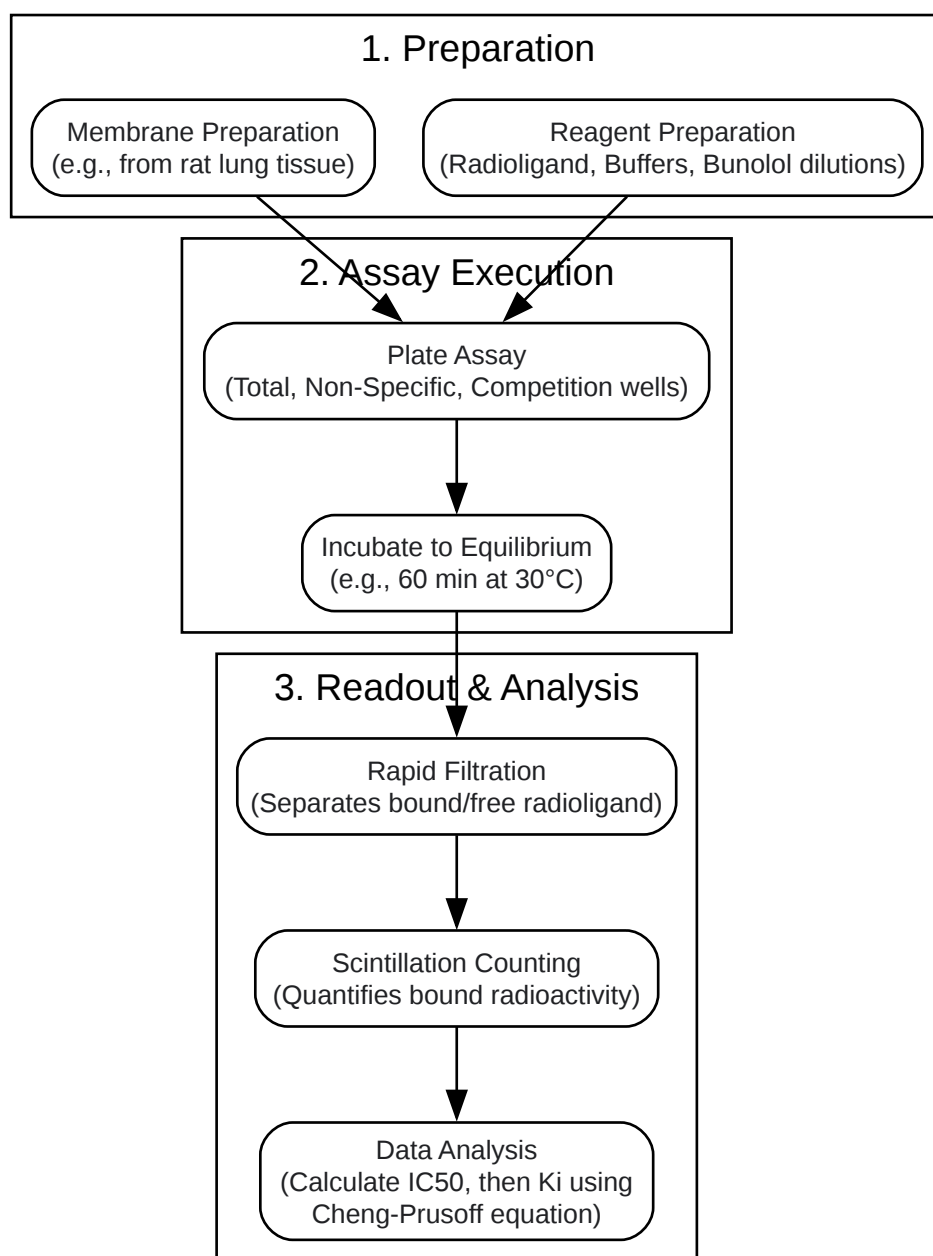 1. Preparation
Membrane Preparation
(e.g., from rat lung tissue)
Reagent Preparation
(Radioligand, Buffers, Bunolol dilutions)
2. Assay Execution
Plate Assay
(Total, Non-Specific, Competition wells)
Incubate to Equilibrium
(e.g., 60 min at 30°C)
3. Readout & Analysis
Rapid Filtration
(Separates bound/free radioligand)
Scintillation Counting
(Quantifies bound radioactivity)
Data Analysis
(Calculate IC50, then Ki using
Cheng-Prusoff equation)